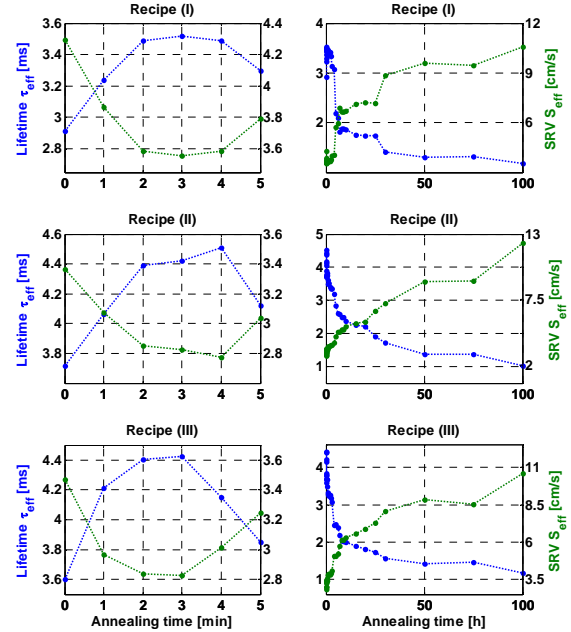 Recipe (I)
Lifetime τeff [ms]
3.6
3.4
3.2
3
2.8
4.4
4.2
4
3.8
3.6
3.4
0 1 2 3 4 5
Recipe (I)
4
3
2
12
9
6
SRV Seff [cm/s]
0 50 100
Recipe (II)
Lifetime τeff [ms]
4.6
4.4
4.2
4
3.8
3.6
3.6
3.4
3.2
3
2.8
2.6
0 1 2 3 4 5
Recipe (II)
5
4
3
2
1
13
7.5
2
SRV Seff [cm/s]
0 50 100
Recipe (III)
Lifetime τeff [ms]
4.4
4.2
4
3.8
3.6
3.6
3.4
3.2
3
2.8
0 1 2 3 4 5
Annealing time [min]
Recipe (III)
4
3
2
1
11
8.5
6
3.5
SRV Seff [cm/s]
0 50 100
Annealing time [h]